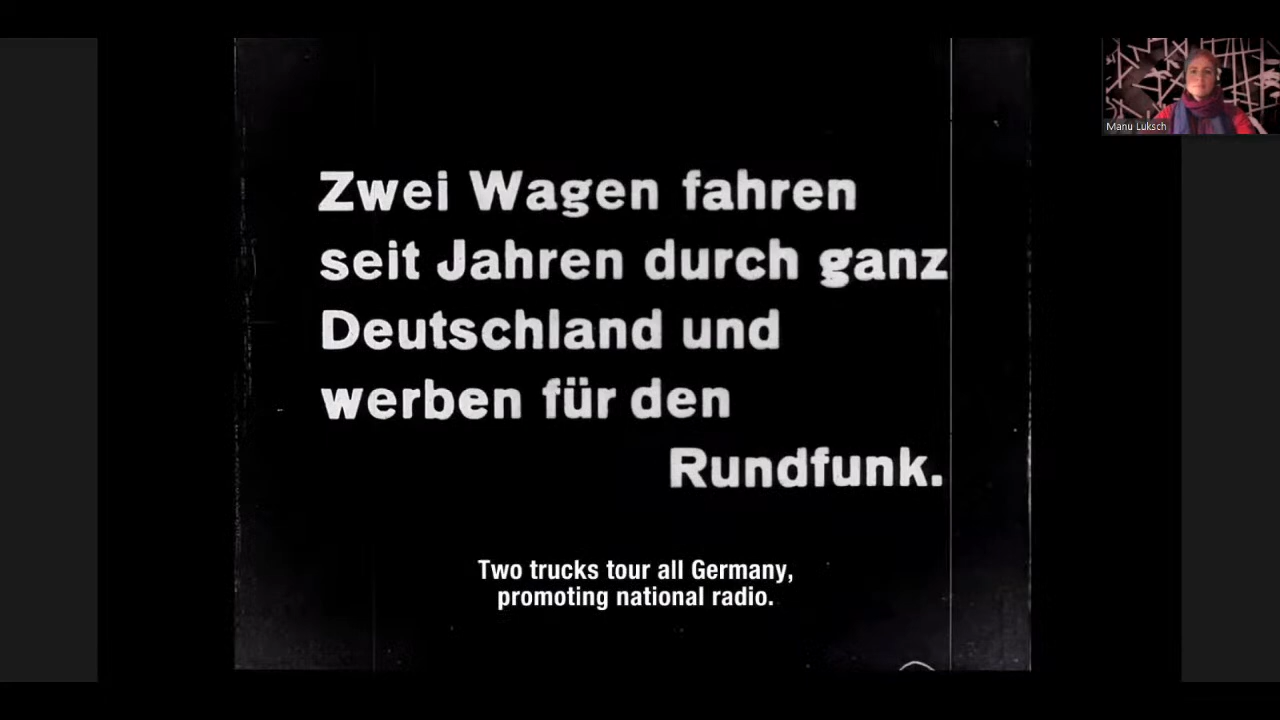 Manu Luksch
Zwei Wagen fahren
seit Jahren durch ganz
Deutschland und
werben für den
Rundfunk.
Two trucks tour all Germany,
promoting national radio.